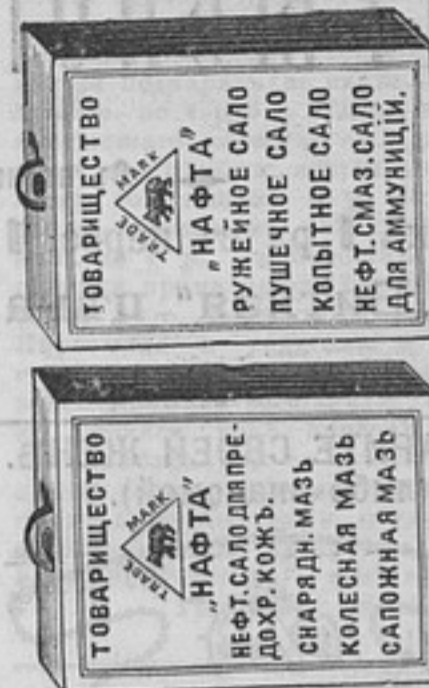 ТОВАРИЩЕСТВО
TRADE MARK
„НАФТА"
НЕФТ. САЛО ДЛЯ ПРЕ-
ДОХР. КОЖЪ.
СНАРЯДН. МАЗЬ
КОЛЕСНАЯ МАЗЬ
САПОЖНАЯ МАЗЬ
ТОВАРИЩЕСТВО
TRADE MARK
„НАФТА"
РУЖЕЙНОЕ САЛО
ПУШЕЧНОЕ САЛО
КОПЫТНОЕ САЛО
НЕФТ. СМАЗ. САЛО
ДЛЯ АММУНИЦІЙ.